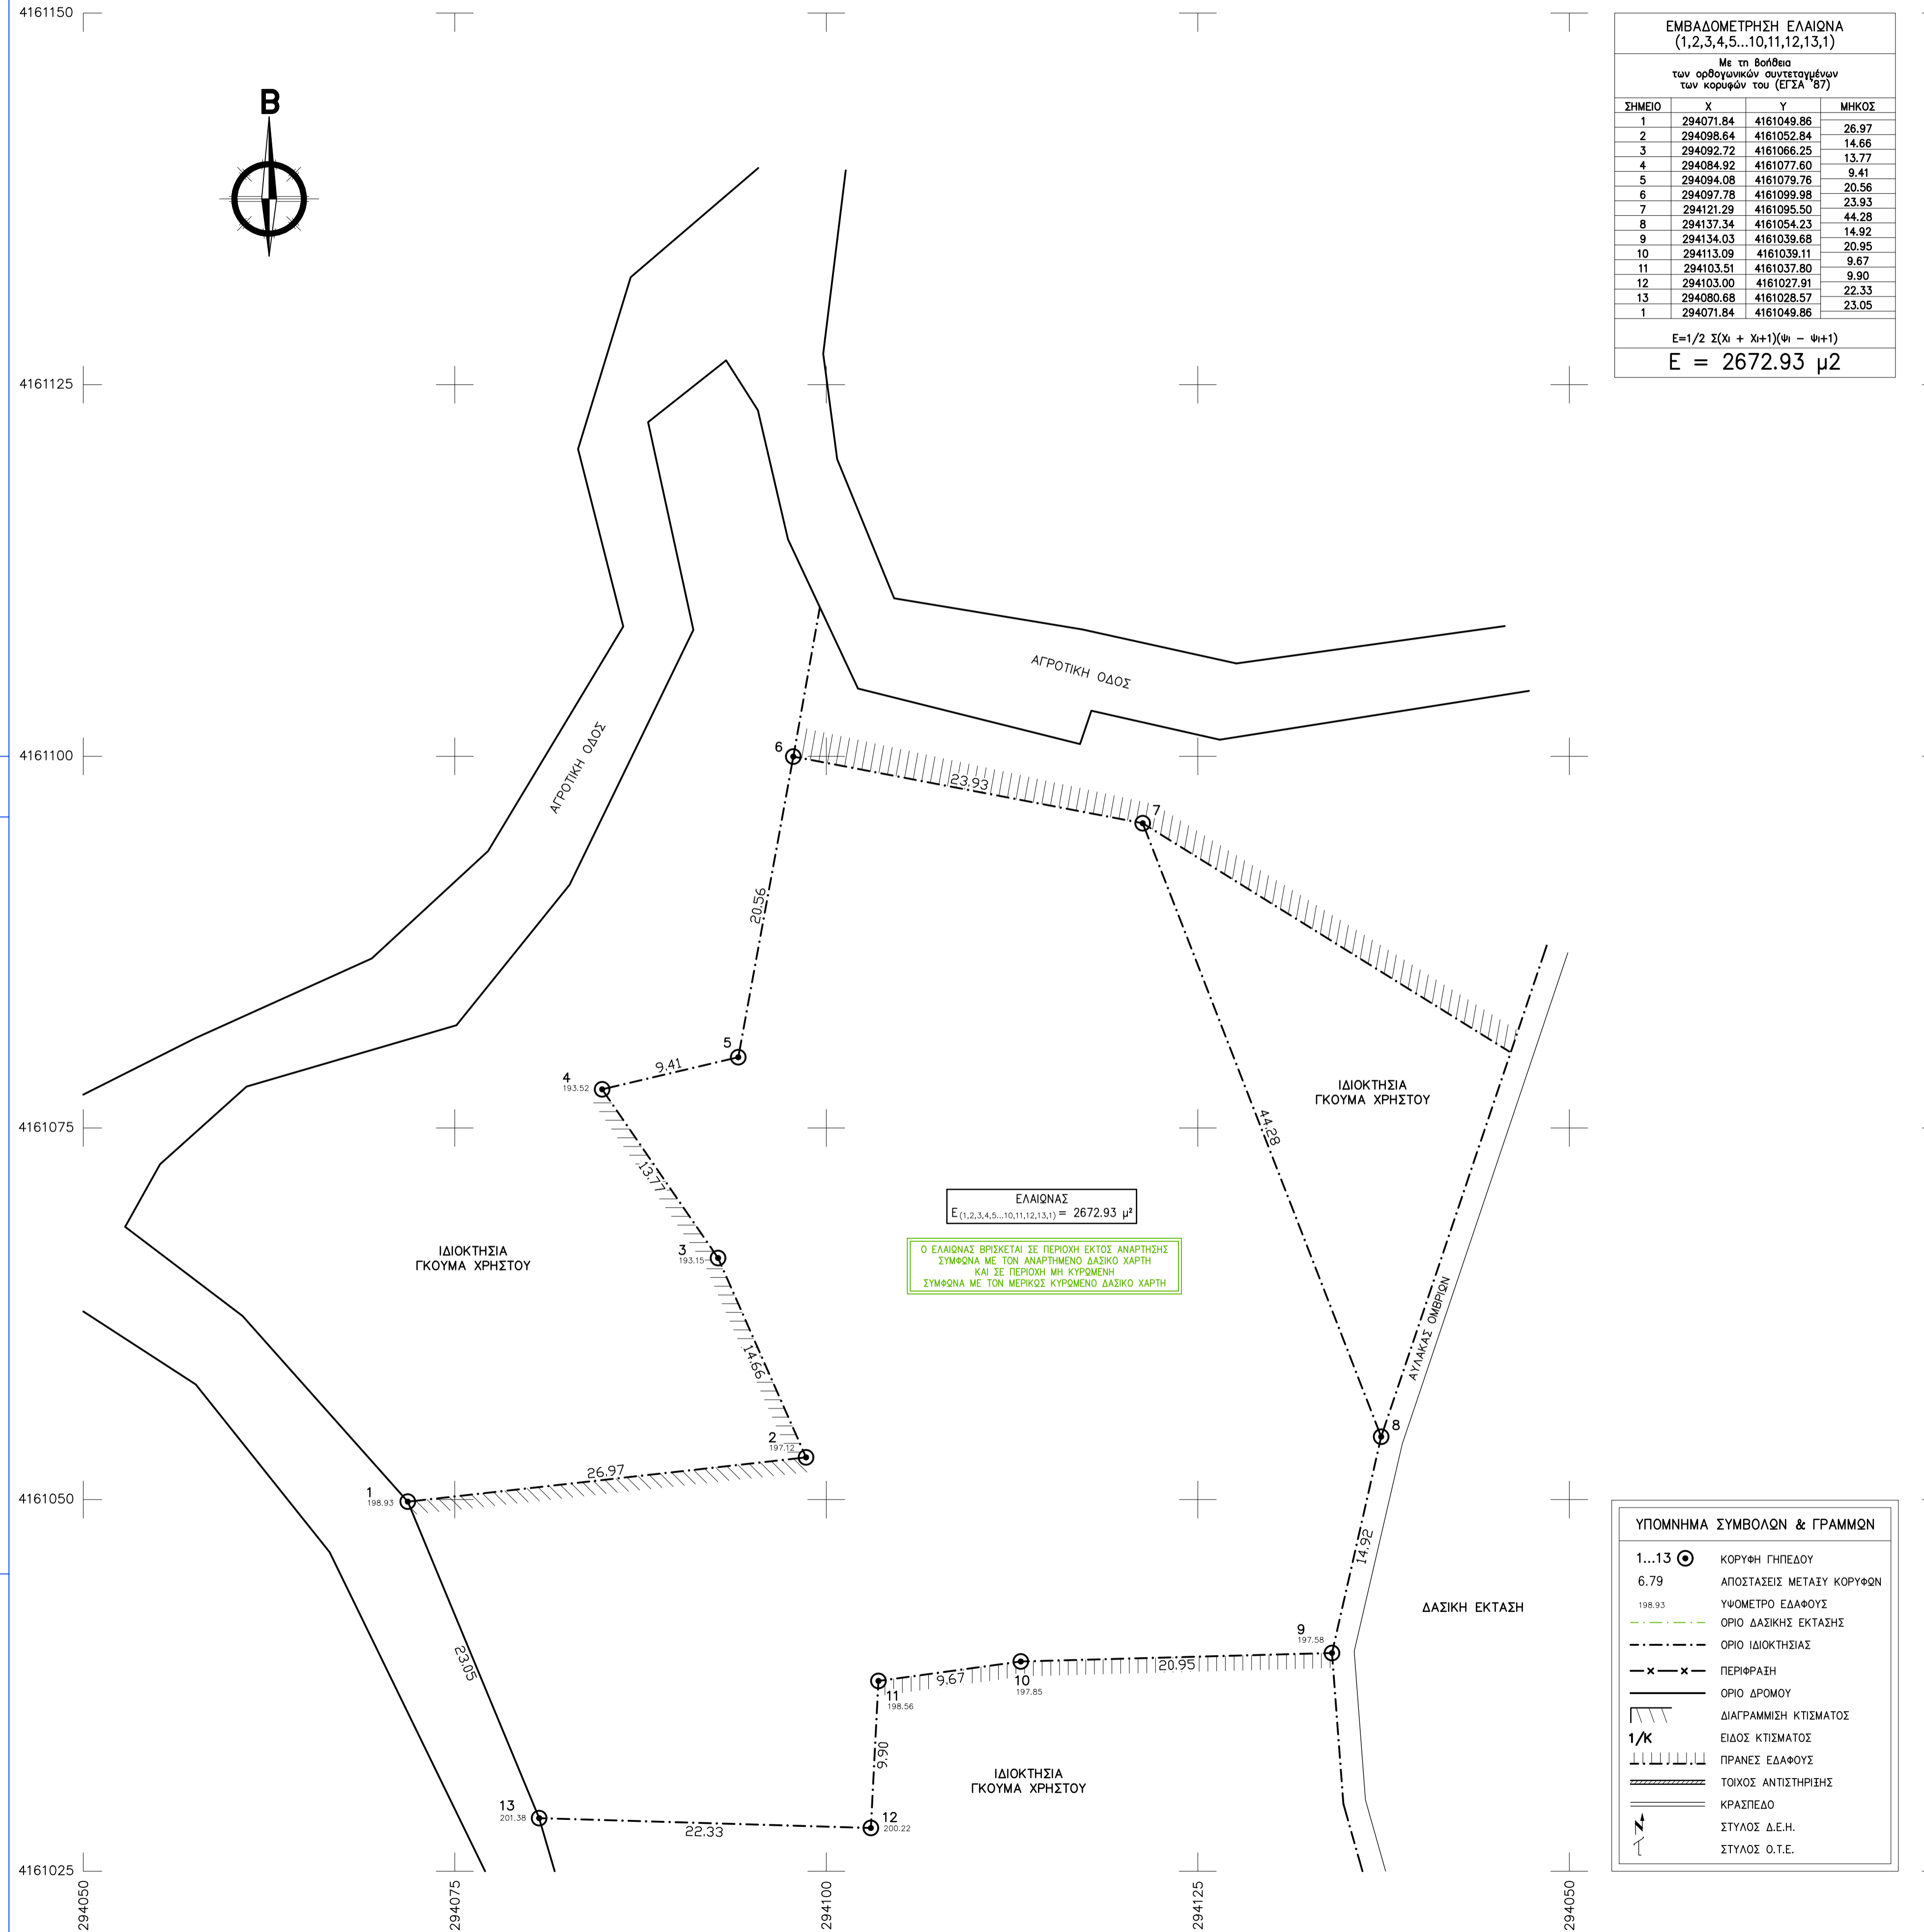 4161150
4161125
4161100
4161075
4161050
4161025
294050
294075
294100
294125
294050
B
ΕΜΒΑΔΟΜΕΤΡΗΣΗ ΕΛΑΙΩΝΑ
(1,2,3,4,5...10,11,12,13,1)
Με τη βοήθεια
των ορθογωνικών συντεταγμένων
των κορυφών του (ΕΓΣΑ '87)
ΣΗΜΕΙΟ X Y ΜΗΚΟΣ
1 294071.84 4161049.86
26.97
2 294098.64 4161052.84
14.66
3 294092.72 4161066.25
13.77
4 294084.92 4161077.60
9.41
5 294094.08 4161079.76
20.56
6 294097.78 4161099.98
23.93
7 294121.29 4161095.50
44.28
8 294137.34 4161054.23
14.92
9 294134.03 4161039.68
20.95
10 294113.09 4161039.11
9.67
11 294103.51 4161037.80
9.90
12 294103.00 4161027.91
22.33
13 294080.68 4161028.57
23.05
1 294071.84 4161049.86
E=1/2 Σ(Xι + Xι+1)(Ψι - Ψι+1)
E = 2672.93 μ2
ΑΓΡΟΤΙΚΗ ΟΔΟΣ
ΑΓΡΟΤΙΚΗ ΟΔΟΣ
6
23.93
7
20.56
5
9.41
4
193.52
13.77
3
193.15
14.66
2
197.12
26.97
1
198.93
23.05
13
201.38
22.33
12
200.22
9.90
11
198.56
9.67
10
197.85
20.95
9
197.58
14.92
8
44.28
ΙΔΙΟΚΤΗΣΙΑ
ΓΚΟΥΜΑ ΧΡΗΣΤΟΥ
ΙΔΙΟΚΤΗΣΙΑ
ΓΚΟΥΜΑ ΧΡΗΣΤΟΥ
ΙΔΙΟΚΤΗΣΙΑ
ΓΚΟΥΜΑ ΧΡΗΣΤΟΥ
ΕΛΑΙΩΝΑΣ
E(1,2,3,4,5...10,11,12,13,1) = 2672.93 μ²
Ο ΕΛΑΙΩΝΑΣ ΒΡΙΣΚΕΤΑΙ ΣΕ ΠΕΡΙΟΧΗ ΕΚΤΟΣ ΑΝΑΡΤΗΣΗΣ
ΣΥΜΦΩΝΑ ΜΕ ΤΟΝ ΑΝΑΡΤΗΜΕΝΟ ΔΑΣΙΚΟ ΧΑΡΤΗ
ΚΑΙ ΣΕ ΠΕΡΙΟΧΗ ΜΗ ΚΥΡΩΜΕΝΗ
ΣΥΜΦΩΝΑ ΜΕ ΤΟΝ ΜΕΡΙΚΩΣ ΚΥΡΩΜΕΝΟ ΔΑΣΙΚΟ ΧΑΡΤΗ
ΑΥΛΑΚΑΣ ΟΜΒΡΙΩΝ
ΔΑΣΙΚΗ ΕΚΤΑΣΗ
ΥΠΟΜΝΗΜΑ ΣΥΜΒΟΛΩΝ & ΓΡΑΜΜΩΝ
1...13 ΚΟΡΥΦΗ ΓΗΠΕΔΟΥ
6.79 ΑΠΟΣΤΑΣΕΙΣ ΜΕΤΑΞΥ ΚΟΡΥΦΩΝ
198.93 ΥΨΟΜΕΤΡΟ ΕΔΑΦΟΥΣ
ΟΡΙΟ ΔΑΣΙΚΗΣ ΕΚΤΑΣΗΣ
ΟΡΙΟ ΙΔΙΟΚΤΗΣΙΑΣ
ΠΕΡΙΦΡΑΞΗ
ΟΡΙΟ ΔΡΟΜΟΥ
ΔΙΑΓΡΑΜΜΙΣΗ ΚΤΙΣΜΑΤΟΣ
1/Κ ΕΙΔΟΣ ΚΤΙΣΜΑΤΟΣ
ΠΡΑΝΕΣ ΕΔΑΦΟΥΣ
ΤΟΙΧΟΣ ΑΝΤΙΣΤΗΡΙΞΗΣ
ΚΡΑΣΠΕΔΟ
ΣΤΥΛΟΣ Δ.Ε.Η.
ΣΤΥΛΟΣ Ο.Τ.Ε.